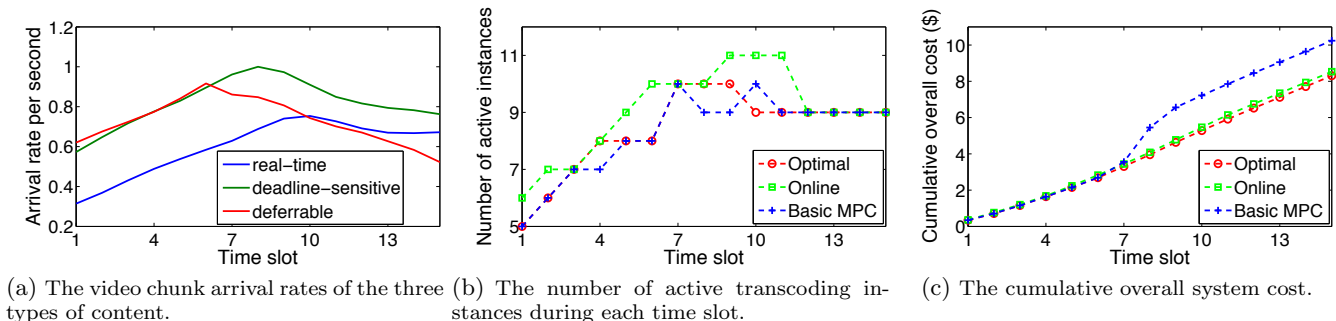 Arrival rate per second
1.2
1
0.8
0.6
0.4
0.2
1
4
7
10
13
Time slot
real−time
deadline−sensitive
deferrable
(a) The video chunk arrival rates of the three
types of content.
Number of active instances
11
9
7
5
1
4
7
10
13
Time slot
Optimal
Online
Basic MPC
(b) The number of active transcoding in-
stances during each time slot.
Cumulative overall cost ($)
10
8
6
4
2
0
1
4
7
10
13
Time slot
Optimal
Online
Basic MPC
(c) The cumulative overall system cost.